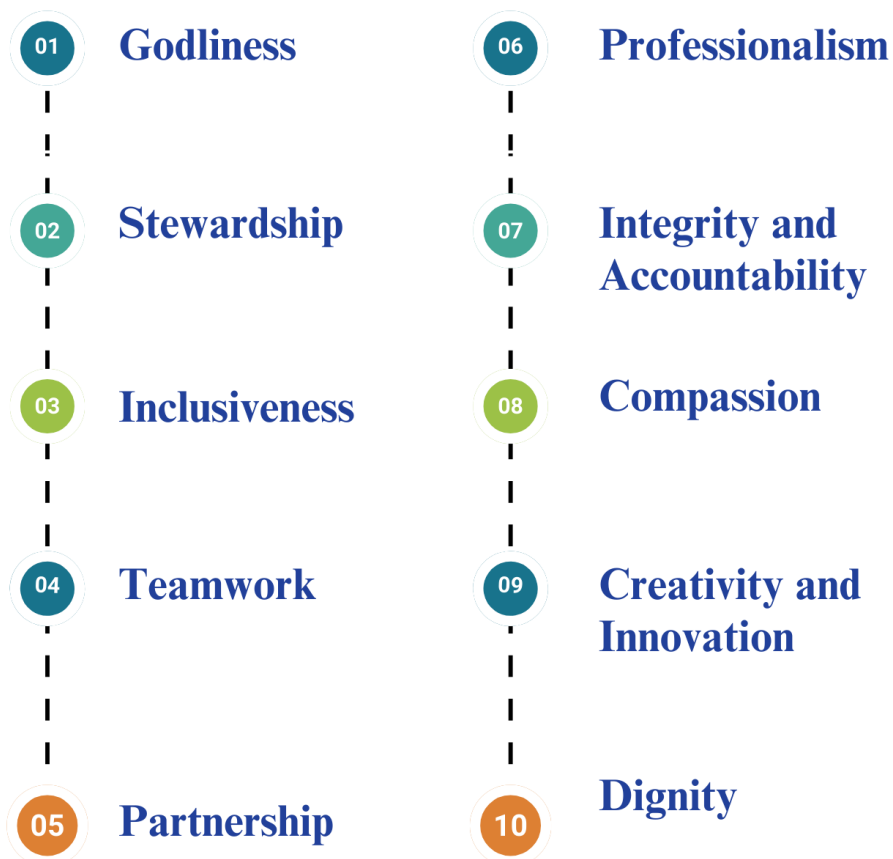 01 Godliness
02 Stewardship
03 Inclusiveness
04 Teamwork
05 Partnership
06 Professionalism
07 Integrity and
Accountability
08 Compassion
09 Creativity and
Innovation
10 Dignity